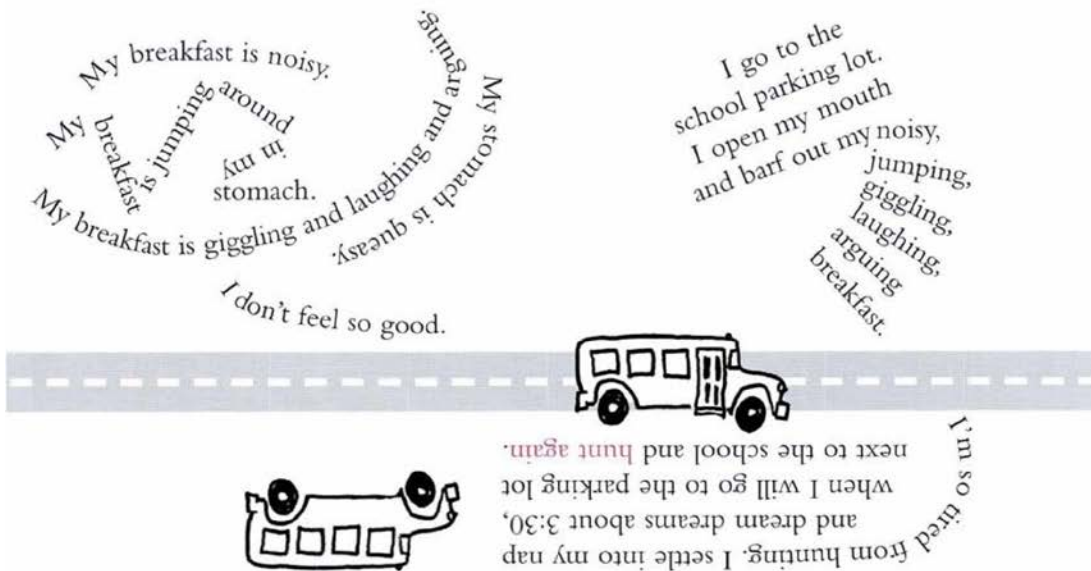 My breakfast is noisy.
My breakfast is jumping around in my stomach.
My breakfast is giggling and laughing and arguing.
My stomach is queasy.
I don't feel so good.
I go to the
school parking lot.
I open my mouth
and barf out my noisy,
jumping,
giggling,
laughing,
arguing
breakfast.
I'm so tired from hunting. I settle into my nap
and dream dreams about 3:30,
when I will go to the parking lot
next to the school and hunt again.